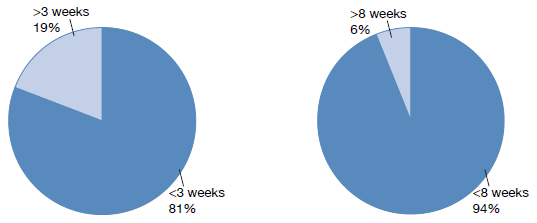 >3 weeks
19%
<3 weeks
81%
>8 weeks
6%
<8 weeks
94%